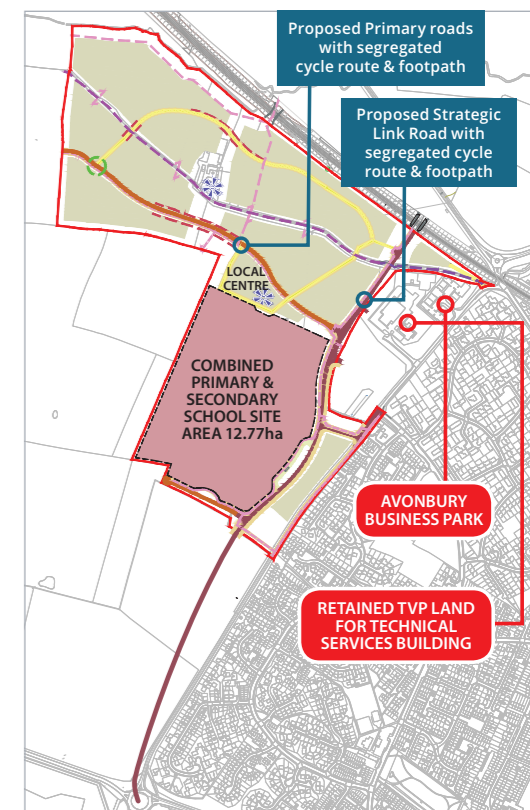 Proposed Primary roads
with segregated
cycle route & footpath
Proposed Strategic
Link Road with
segregated cycle
route & footpath
LOCAL
CENTRE
COMBINED
PRIMARY &
SECONDARY
SCHOOL SITE
AREA 12.77ha
AVONBURY
BUSINESS PARK
RETAINED TVP LAND
FOR TECHNICAL
SERVICES BUILDING